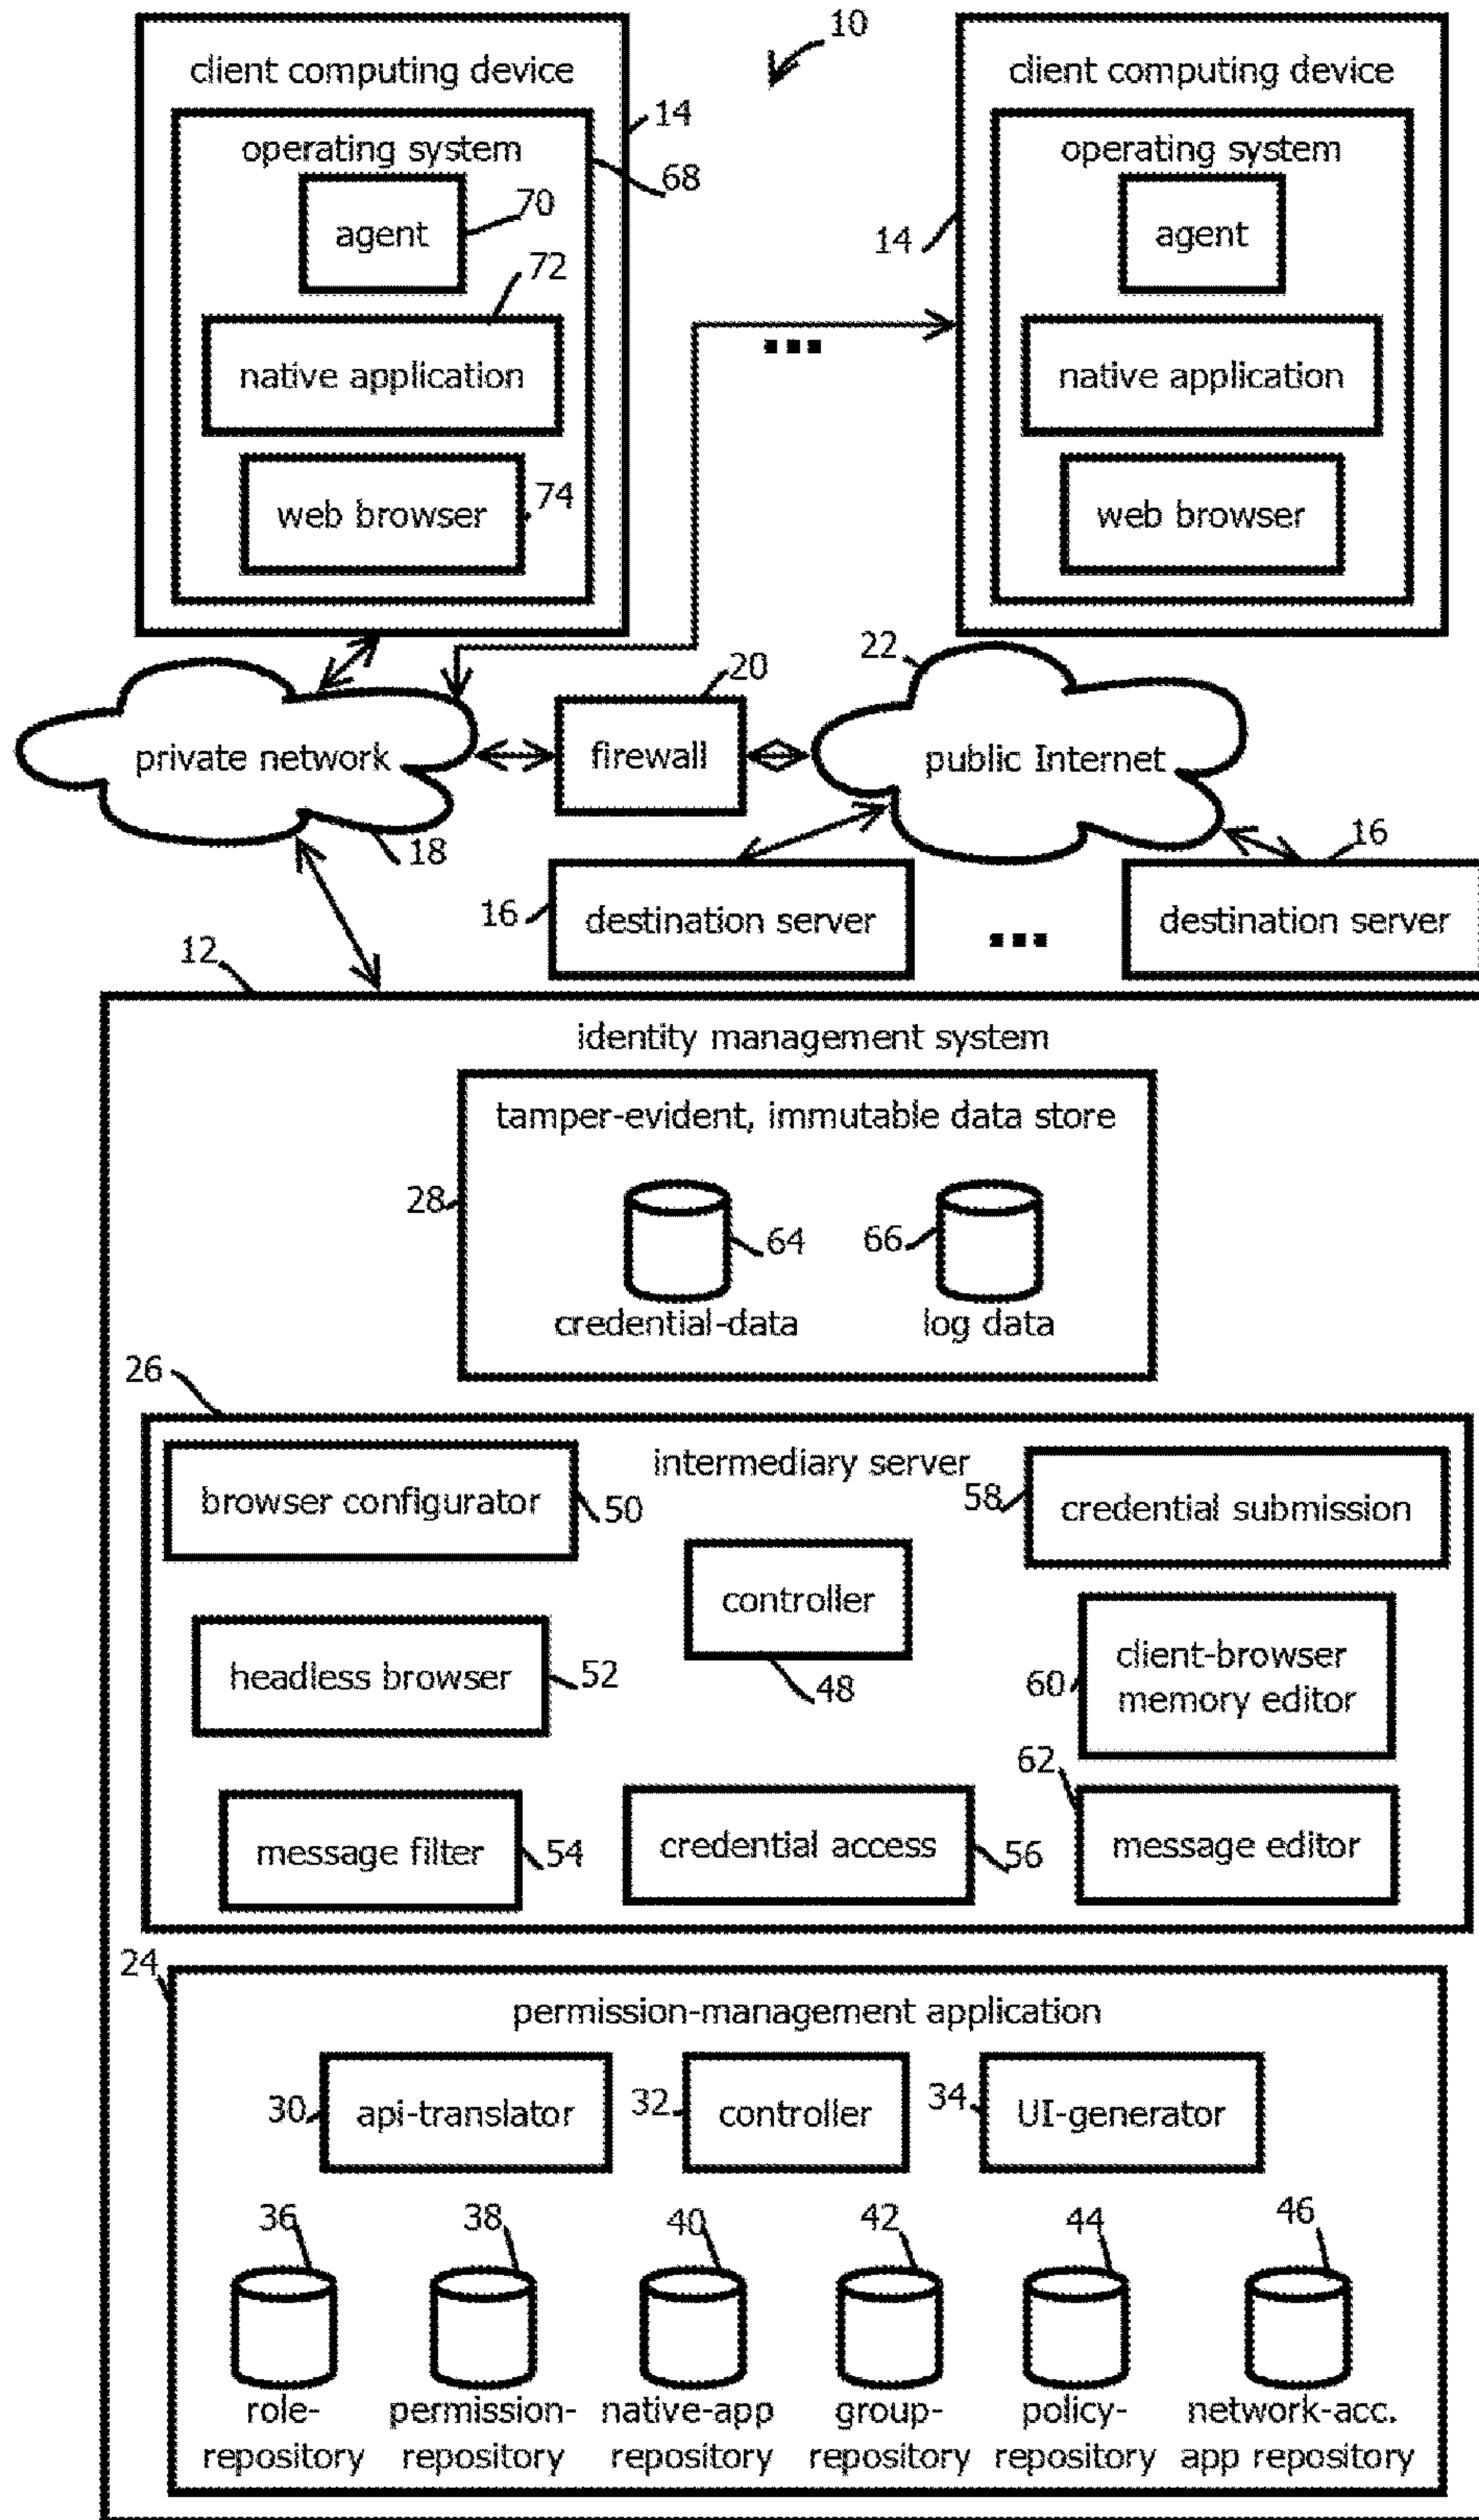 10
client computing device
operating system
agent
native application
web browser
14
68
70
72
74
...
client computing device
operating system
agent
native application
web browser
14
private network
18
20
firewall
22
public Internet
16
destination server
...
16
destination server
12
identity management system
tamper-evident, immutable data store
28
64
66
credential-data
log data
26
intermediary server
browser configurator
50
58
credential submission
controller
48
headless browser
52
60
client-browser
memory editor
message filter
54
credential access
56
62
message editor
24
permission-management application
30
api-translator
32
controller
34
UI-generator
36
role-
repository
38
permission-
repository
40
native-app
repository
42
group-
repository
44
policy-
repository
46
network-acc.
app repository